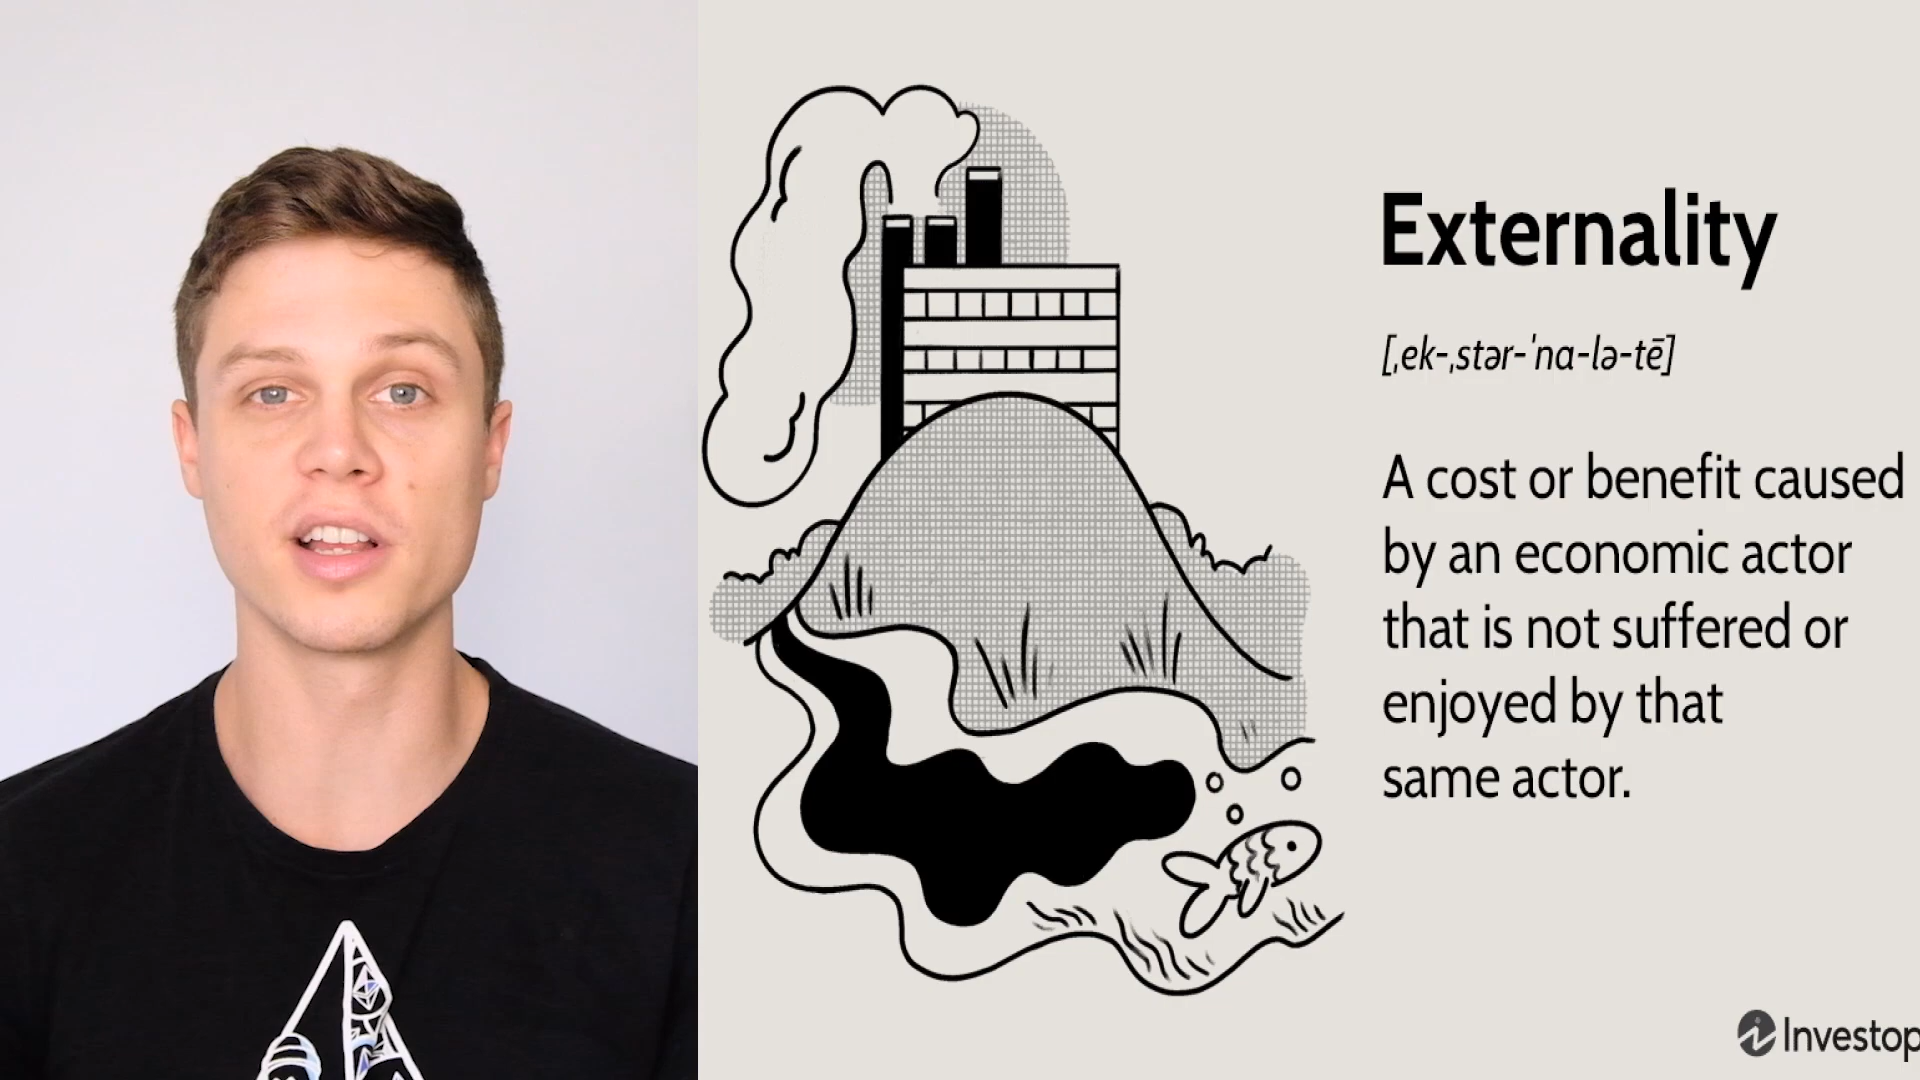 Externality
[ˌek-ˌstər-ˈna-lə-tē]
A cost or benefit caused
by an economic actor
that is not suffered or
enjoyed by that
same actor.
Investop